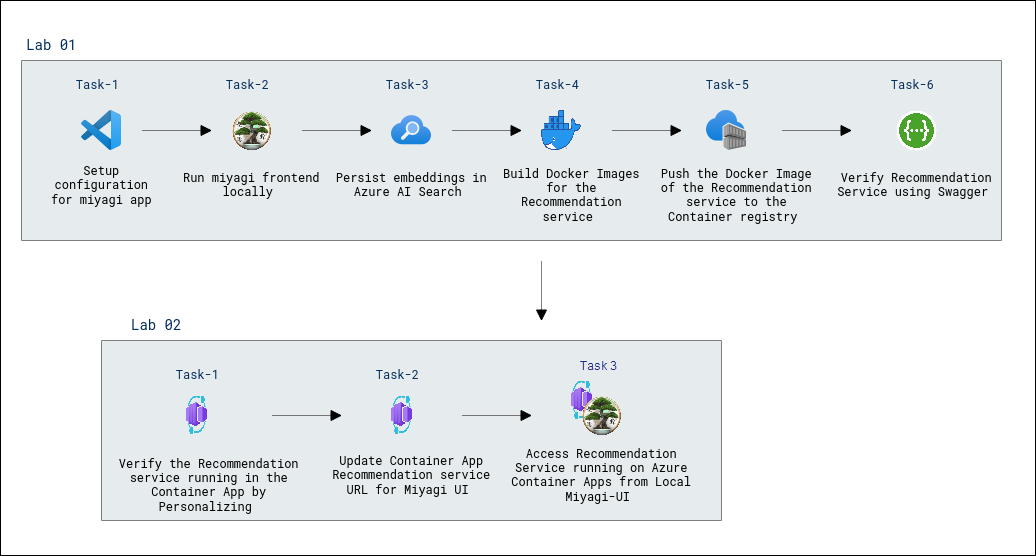 Lab 01
Task-1
Task-2
Task-3
Task-4
Task-5
Task-6
Setup
configuration
for miyagi app
Run miyagi frontend
locally
Persist embeddings in
Azure AI Search
Build Docker Images
for the
Recommendation
service
Push the Docker Image
of the Recommendation
service to the
Container registry
Verify Recommendation
Service using Swagger
Lab 02
Task-1
Task-2
Task 3
Verify the Recommendation
service running in the
Container App by
Personalizing
Update Container App
Recommendation service
URL for Miyagi UI
Access Recommendation
Service running on Azure
Container Apps from Local
Miyagi-UI